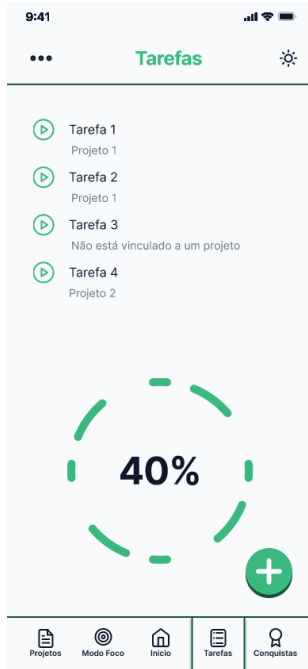 9:41
Tarefas
Tarefa 1
Projeto 1
Tarefa 2
Projeto 1
Tarefa 3
Não está vinculado a um projeto
Tarefa 4
Projeto 2
40%
Projetos
Modo Foco
Inicio
Tarefas
Conquistas